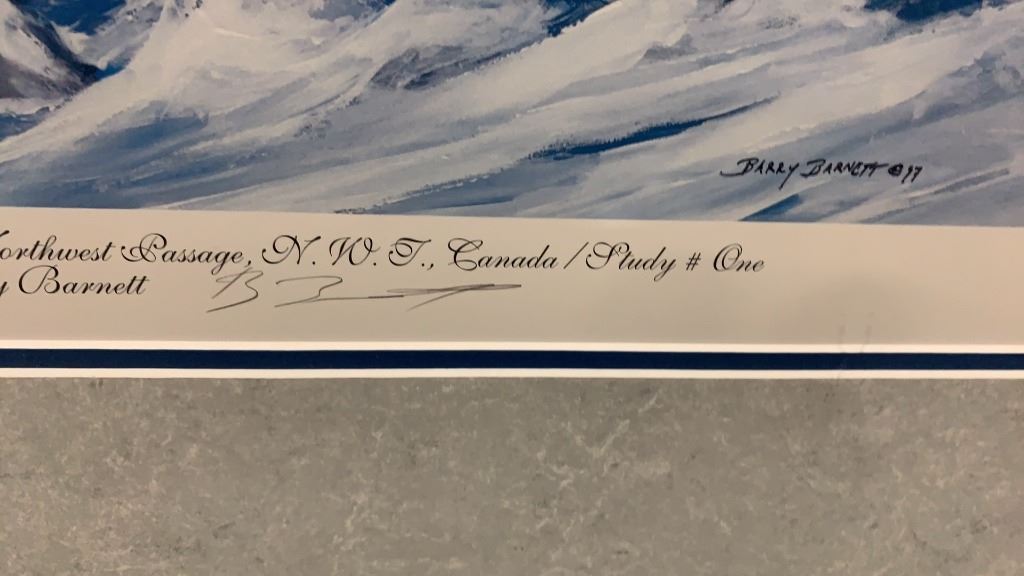 BARRY BARNETT © 97
orthwest Passage, N. W. T., Canada / Study # One
y Barnett